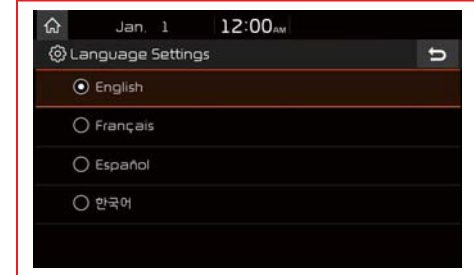 Jan. 1 12:00AM
Language Settings
English
Français
Español
한국어